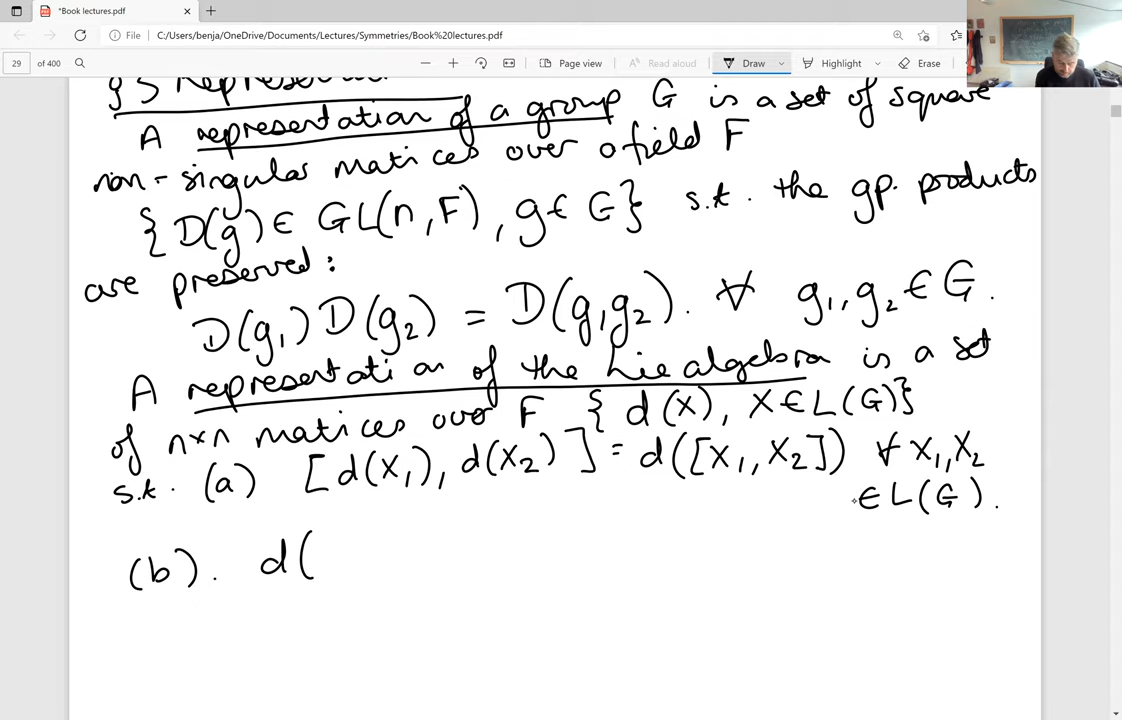 *Book lectures.pdf
File C:/Users/benja/OneDrive/Documents/Lectures/Symmetries/Book%20lectures.pdf
29 of 400 Page view Read aloud Draw Highlight Erase
§ 3
A representation of a group G is a set of square
non-singular matices over a field F
{D(g) ∈ GL(n,F), g ∈ G} s.t. the gp. products
are preserved:
D(g₁) D(g₂) = D(g₁g₂). ∀ g₁, g₂ ∈ G.
A representation of the Lie algebra is a set
of n×n matices over F { d(X), X ∈ L(G)}
s.t. (a) [d(X₁), d(X₂)] = d([X₁, X₂]) ∀ X₁, X₂
∈ L(G).
(b). d(